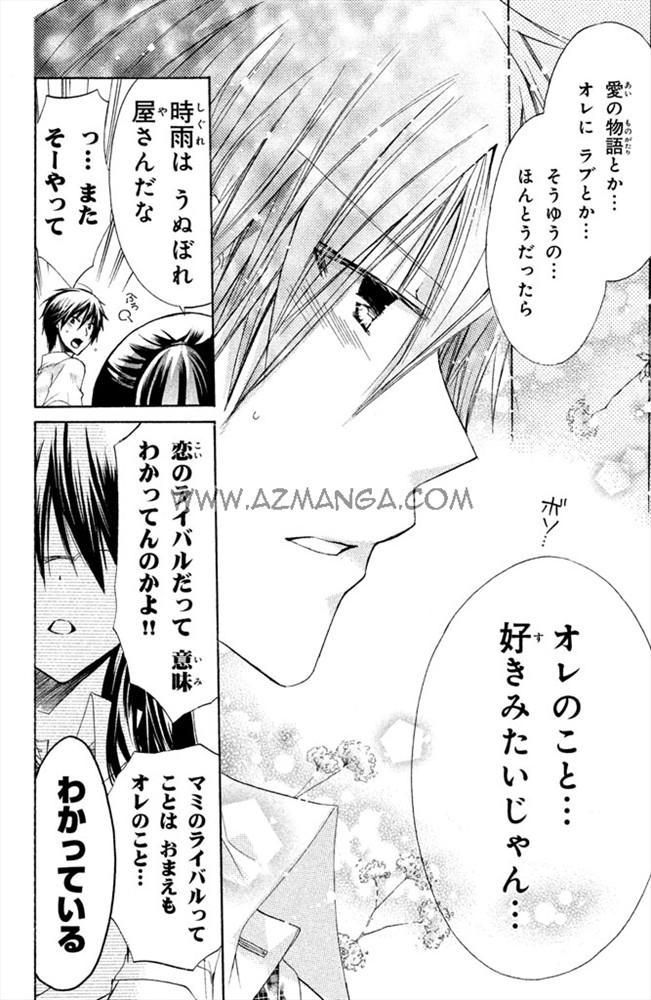 愛の物語とか…
オレに ラブとか…
そうゆうの…
ほんとうだったら
ボソ…
オレのこと…
好きみたいじゃん…
時雨は うぬぼれ
屋さんだな
っ… また
そーやって
ふぅ
恋のライバルだって 意味
わかってんのかよ!!
マミのライバルって
ことは おまえも
オレのこと…
わかっている
WWW.AZMANGA.COM